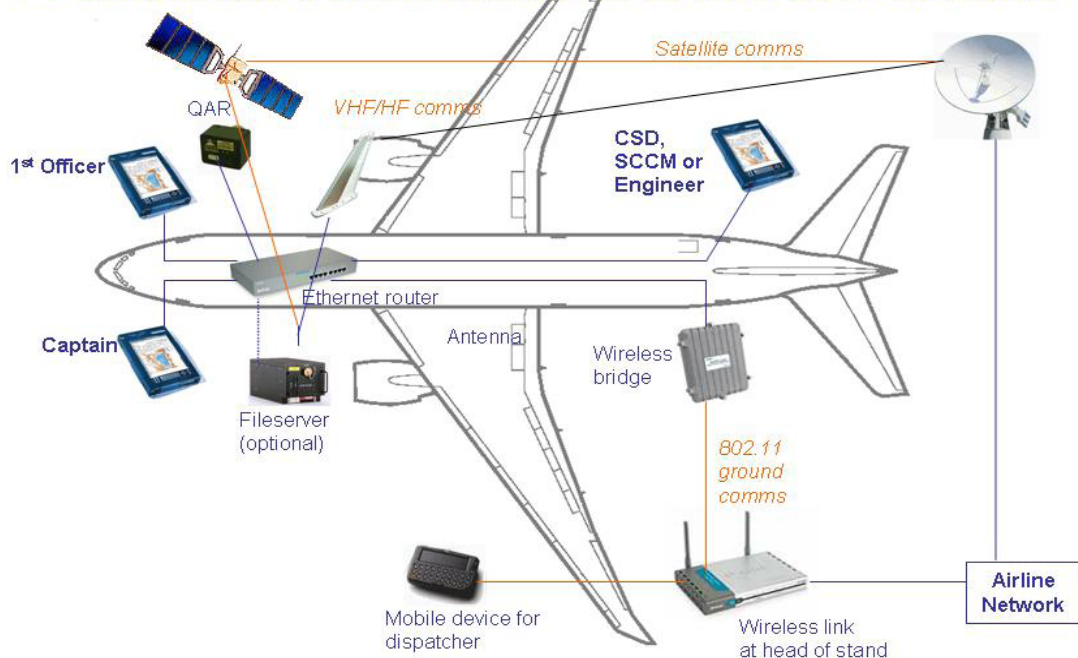 Satellite comms
QAR
VHF/HF comms
1st Officer
CSD,
SCCM or
Engineer
Ethernet router
Captain
Antenna
Wireless
bridge
Fileserver
(optional)
802.11
ground
comms
Mobile device for
dispatcher
Wireless link
at head of stand
Airline
Network